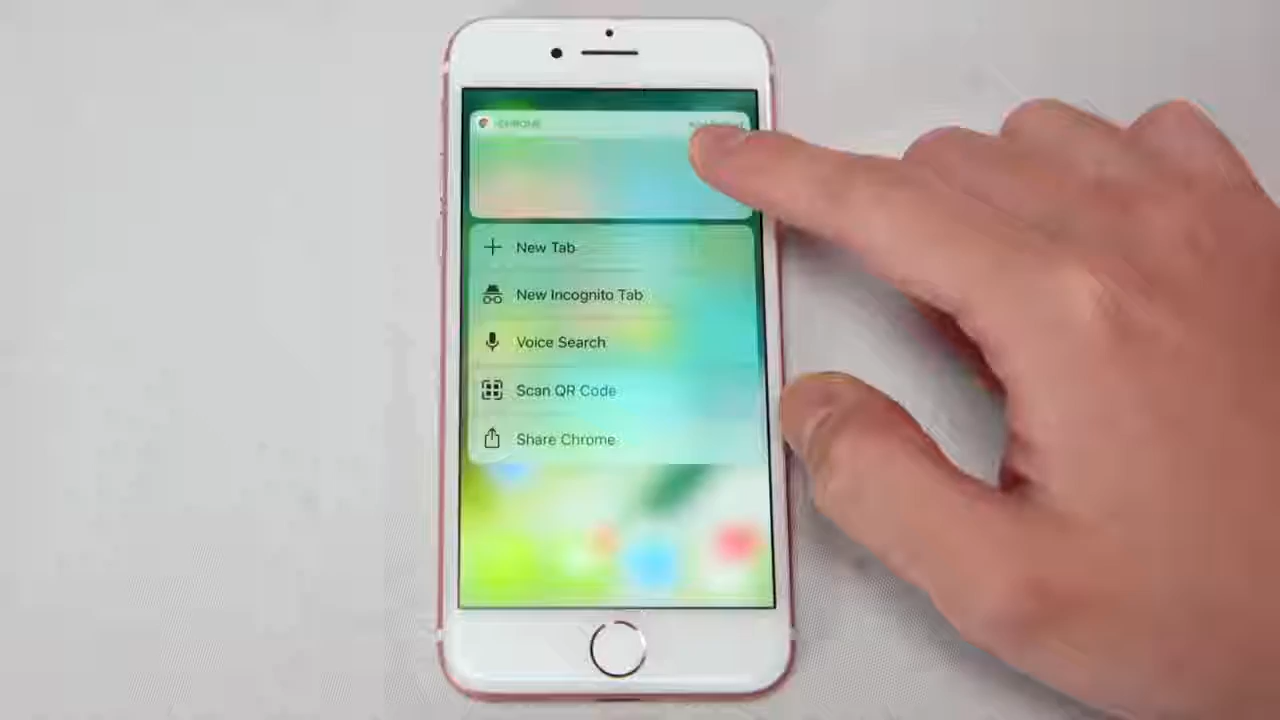 CHROME
New Tab
New Incognito Tab
Voice Search
Scan QR Code
Share Chrome